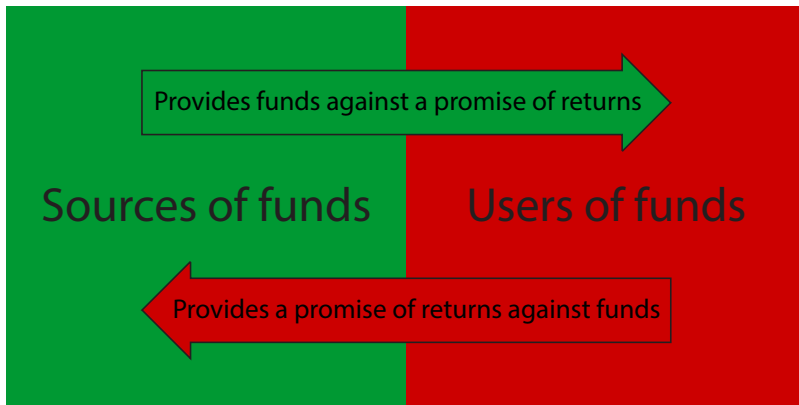 Provides funds against a promise of returns
Sources of funds
Users of funds
Provides a promise of returns against funds